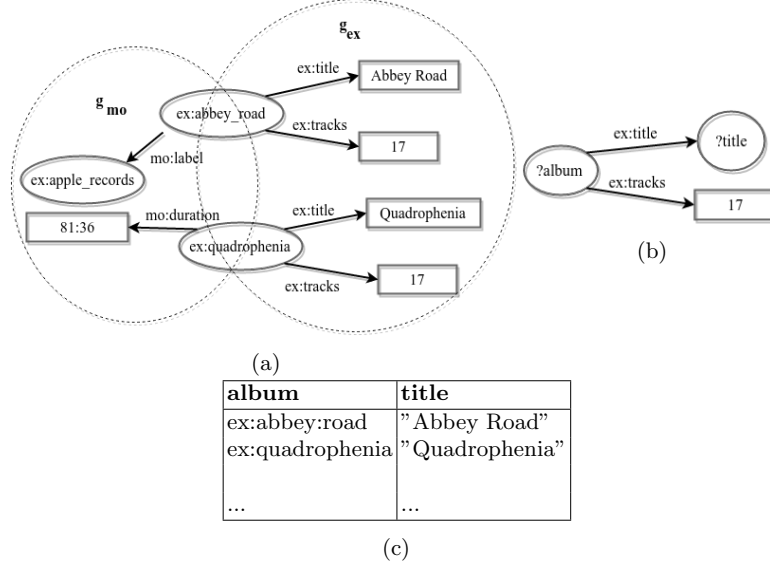 g ex
ex:title
Abbey Road
g mo
ex:abbey_road
ex:tracks
17
mo:label
ex:apple_records
mo:duration
81:36
ex:title
Quadrophenia
ex:quadrophenia
ex:tracks
17
(a)
ex:title
?title
?album
ex:tracks
17
(b)
album title
ex:abbey:road "Abbey Road"
ex:quadrophenia "Quadrophenia"
... ...
(c)